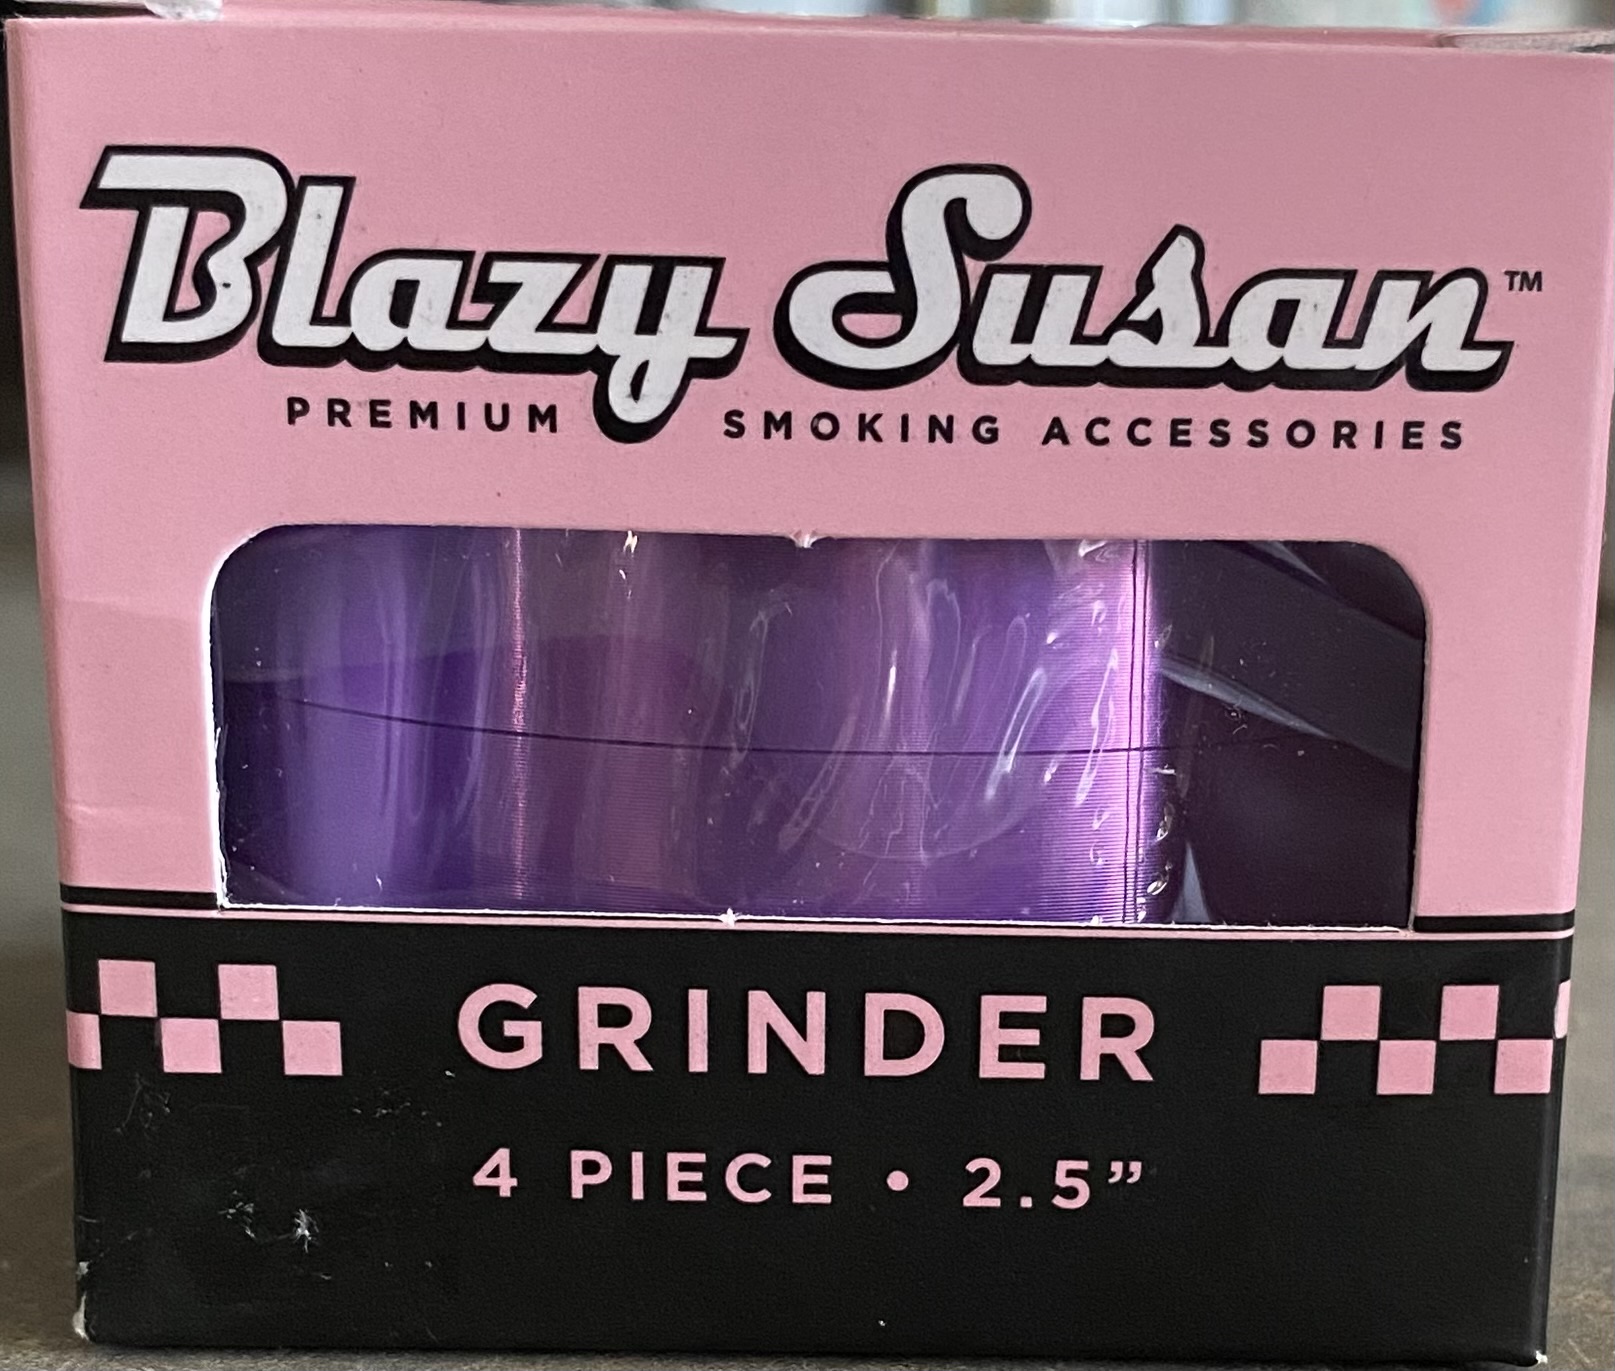 Blazy Susan™
PREMIUM SMOKING ACCESSORIES
GRINDER
4 PIECE • 2.5”